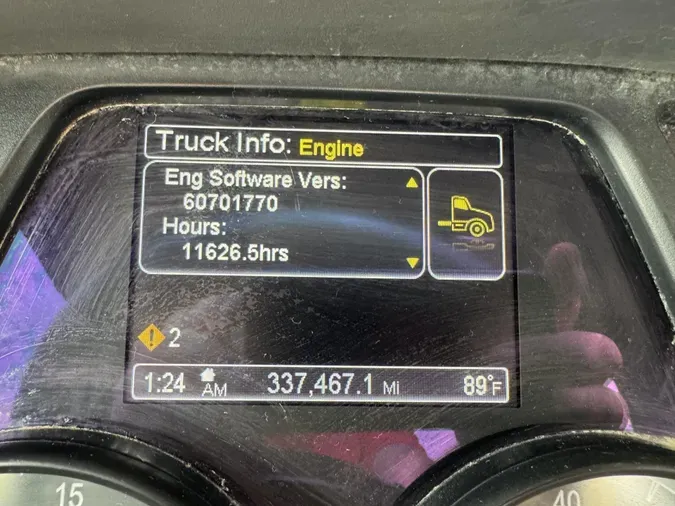 Truck Info: Engine
Eng Software Vers:
60701770
Hours:
11626.5hrs
2
1:24 AM 337,467.1 Mi 89°F
15 40